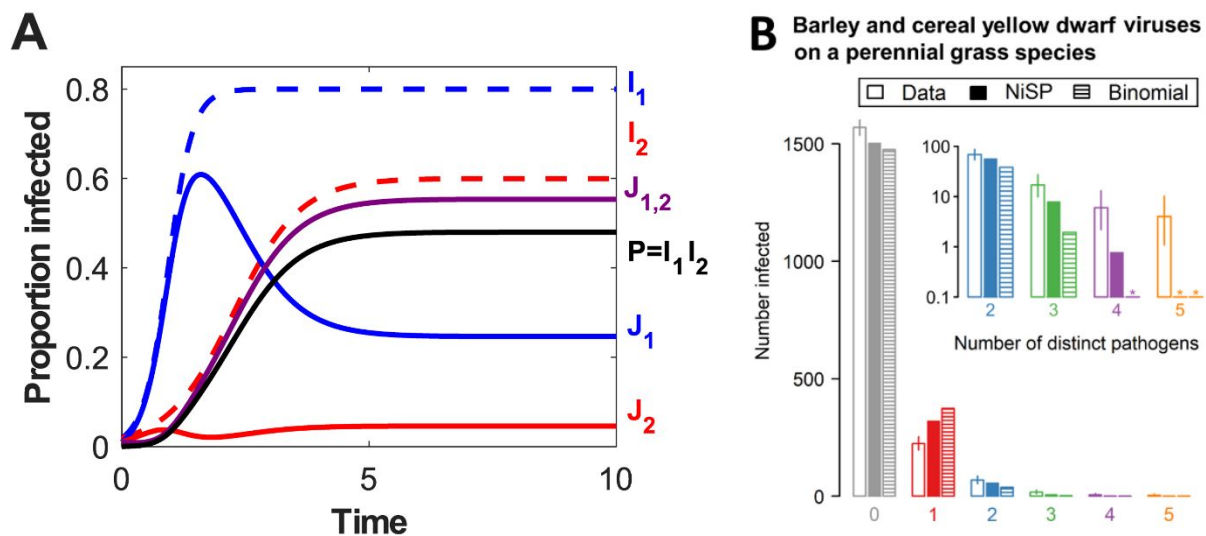 A
Proportion infected
0.8
0.6
0.4
0.2
0
0
5
10
Time
I₁
I₂
J₁,₂
P=I₁I₂
J₁
J₂
B Barley and cereal yellow dwarf viruses
on a perennial grass species
Data NiSP Binomial
Number infected
1500
1000
500
0
0 1 2 3 4 5
100
10
1
0.1
* * *
2 3 4 5
Number of distinct pathogens